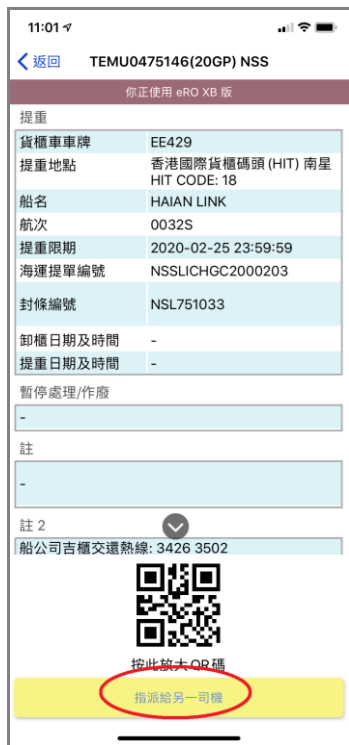 11:01
返回 TEMU0475146(20GP) NSS
你正使用 eRO XB 版
提重
貨櫃車車牌 EE429
提重地點 香港國際貨櫃碼頭 (HIT) 南星
HIT CODE: 18
船名 HAIAN LINK
航次 0032S
提重限期 2020-02-25 23:59:59
海運提單編號 NSSLICHGC2000203
封條編號 NSL751033
卸櫃日期及時間 -
提重日期及時間 -
暫停處理/作廢
-
註
-
註 2
船公司吉櫃交還熱線: 3426 3502
按此放大 QR 碼
指派給另一司機